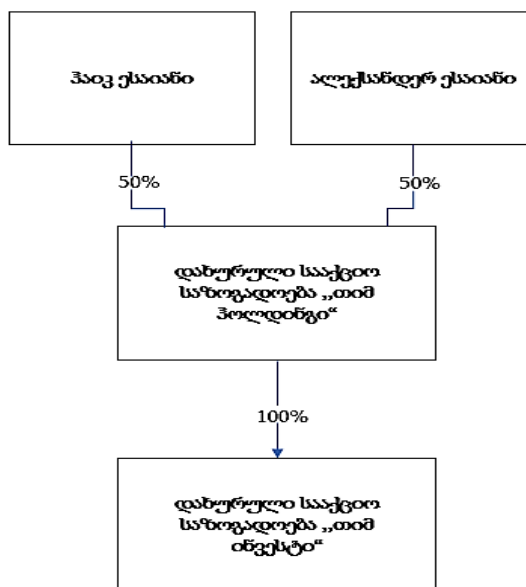 ჰაიკ ესაიანი
ალექსანდერ ესაიანი
50%
50%
დახურული სააქციო
საზოგადოება ,,თიმ
ჰოლდინგი“
100%
დახურული სააქციო
საზოგადოება ,,თიმ
ინვესტი“